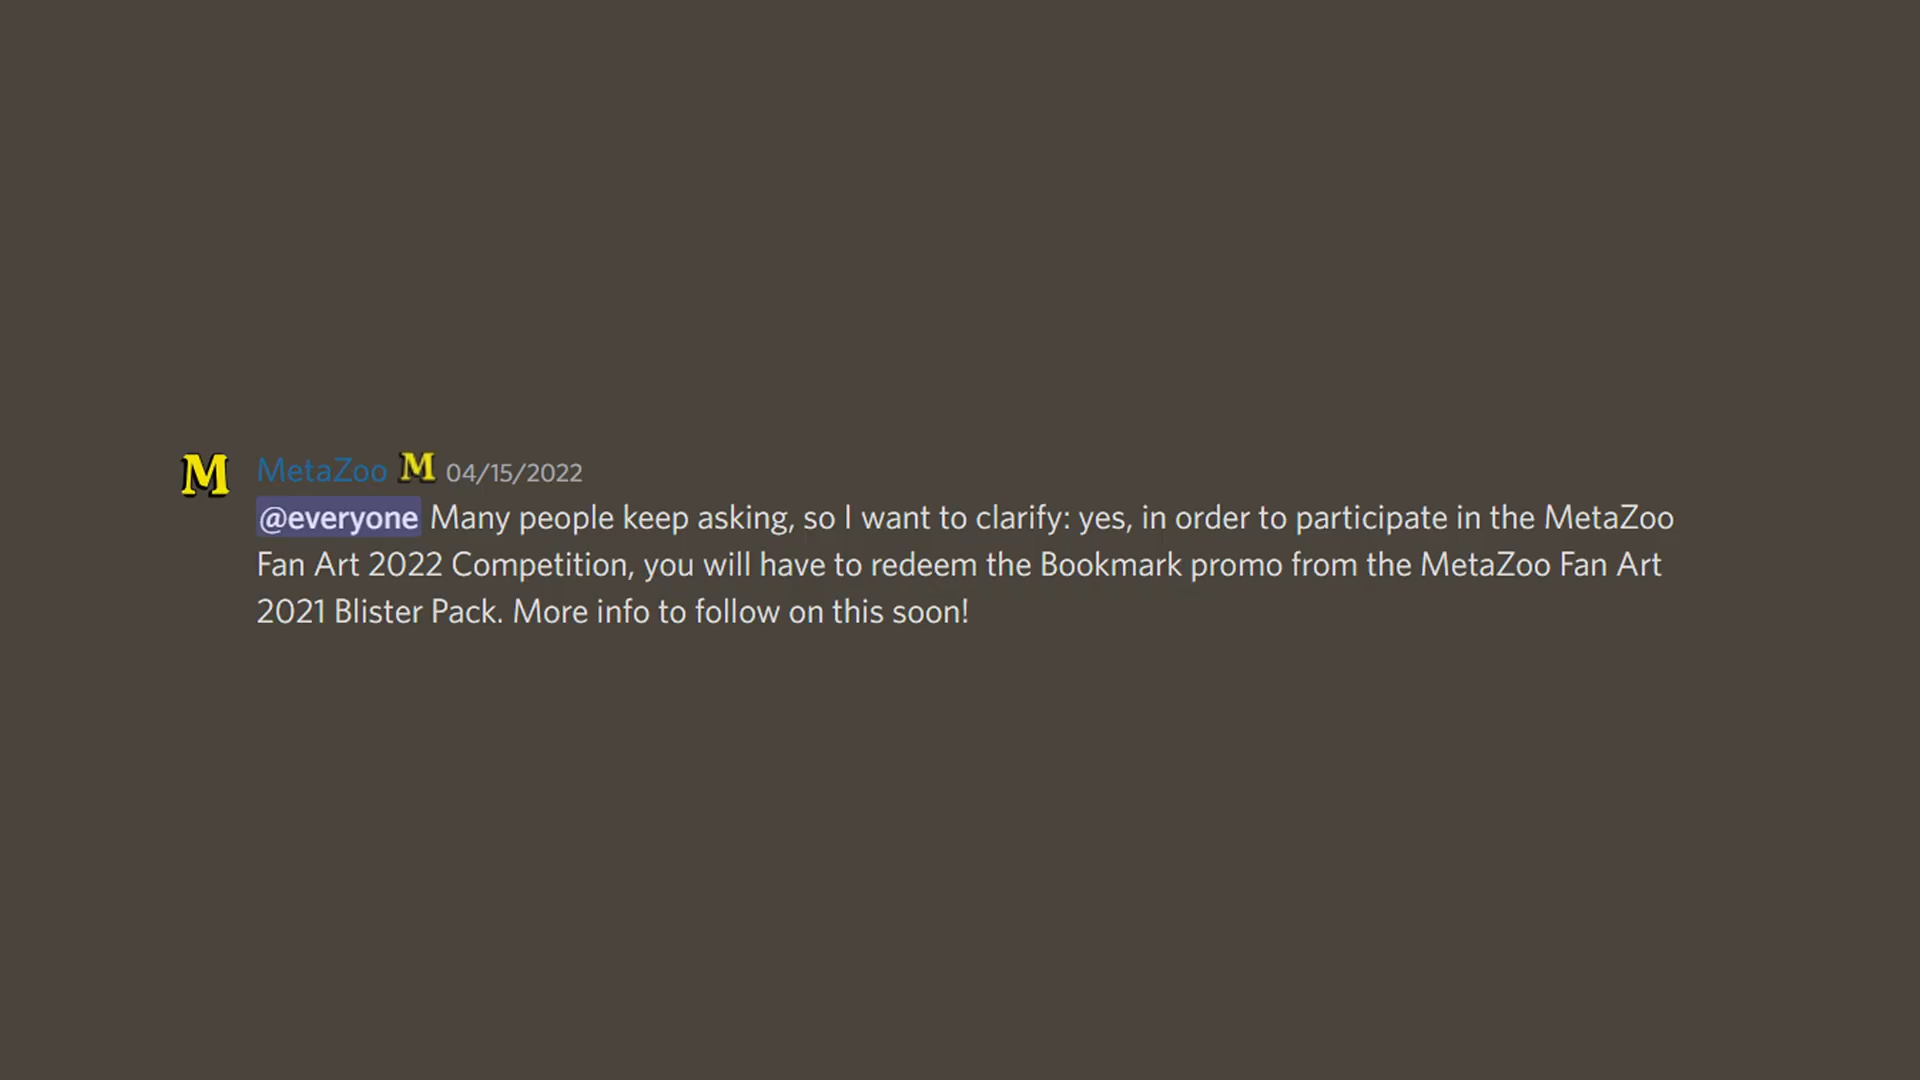 M MetaZoo M 04/15/2022
@everyone Many people keep asking, so I want to clarify: yes, in order to participate in the MetaZoo
Fan Art 2022 Competition, you will have to redeem the Bookmark promo from the MetaZoo Fan Art
2021 Blister Pack. More info to follow on this soon!